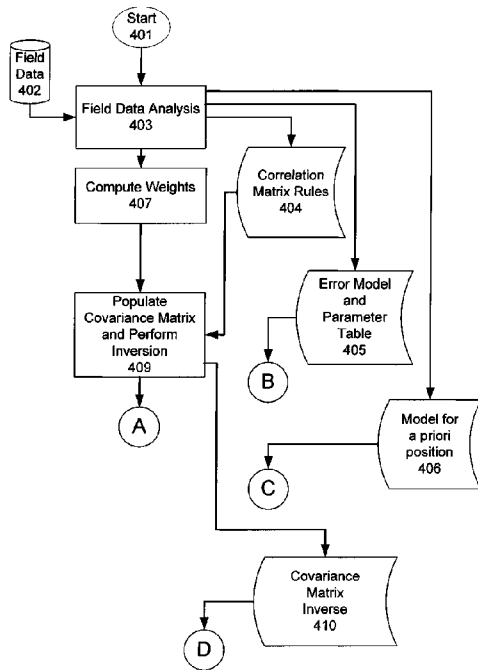 Start
401
Field
Data
402
Field Data Analysis
403
Compute Weights
407
Correlation
Matrix Rules
404
Populate
Covariance Matrix
and Perform
Inversion
409
Error Model
and
Parameter
Table
405
B
A
Model for
a priori
position
406
C
Covariance
Matrix
Inverse
410
D